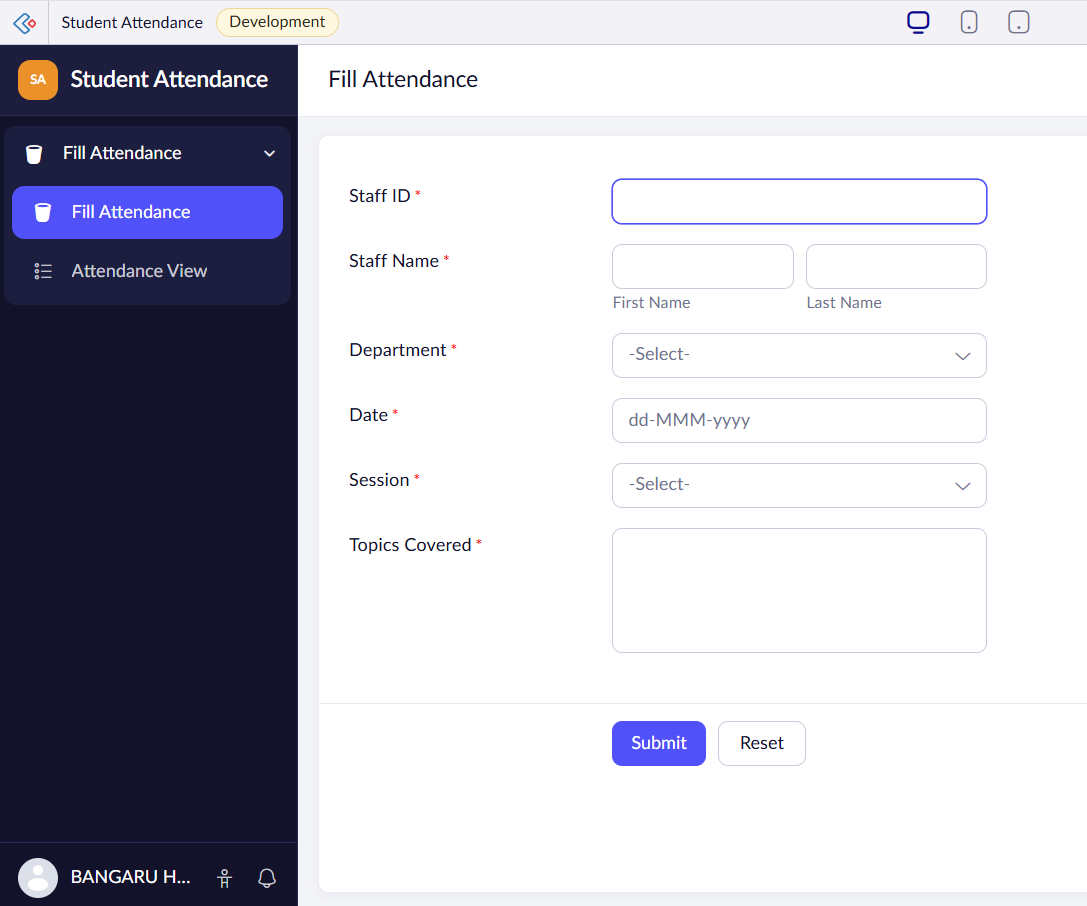 Student Attendance
Development
SA
Student Attendance
Fill Attendance
Fill Attendance
Attendance View
BANGARU H...
Fill Attendance
Staff ID *
Staff Name *
First Name
Last Name
Department *
-Select-
Date *
dd-MMM-yyyy
Session *
-Select-
Topics Covered *
Submit
Reset